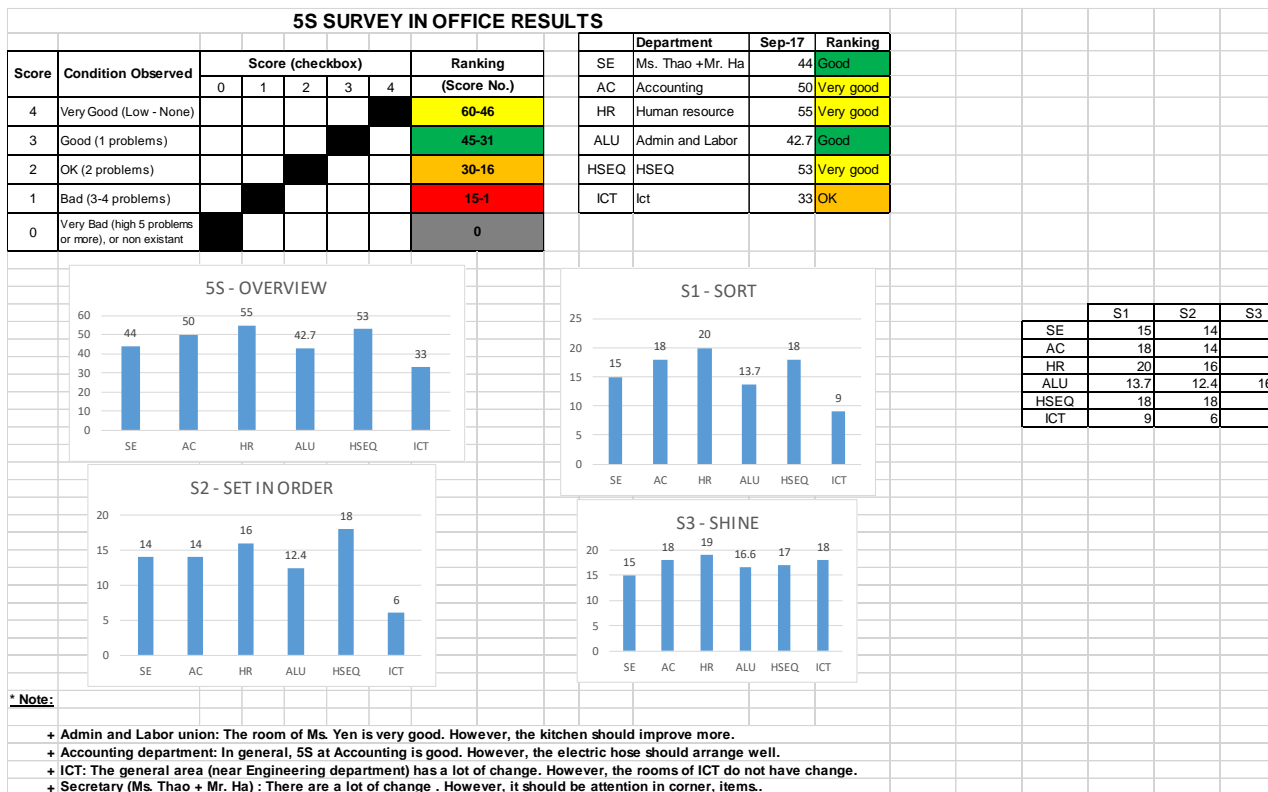 5S SURVEY IN OFFICE RESULTS
Department Sep-17 Ranking
SE Ms. Thao +Mr. Ha 44 Good
AC Accounting 50 Very good
HR Human resource 55 Very good
ALU Admin and Labor 42.7 Good
HSEQ HSEQ 53 Very good
ICT Ict 33 OK
Score Condition Observed Score (checkbox) Ranking
0 1 2 3 4 (Score No.)
4 Very Good (Low - None) 60-46
3 Good (1 problems) 45-31
2 OK (2 problems) 30-16
1 Bad (3-4 problems) 15-1
0 Very Bad (high 5 problems
or more), or non existant 0
5S - OVERVIEW
60
50
40
30
20
10
0
44 50 55 42.7 53 33
SE AC HR ALU HSEQ ICT
S1 - SORT
25
20
15
10
5
0
15 18 20 13.7 18 9
SE AC HR ALU HSEQ ICT
S1 S2 S3
SE 15 14
AC 18 14
HR 20 16
ALU 13.7 12.4 16
HSEQ 18 18
ICT 9 6
S2 - SET IN ORDER
20
15
10
5
0
14 14 16 12.4 18 6
SE AC HR ALU HSEQ ICT
S3 - SHINE
20
15
10
5
0
15 18 19 16.6 17 18
SE AC HR ALU HSEQ ICT
* Note:
+ Admin and Labor union: The room of Ms. Yen is very good. However, the kitchen should improve more.
+ Accounting department: In general, 5S at Accounting is good. However, the electric hose should arrange well.
+ ICT: The general area (near Engineering department) has a lot of change. However, the rooms of ICT do not have change.
+ Secretary (Ms. Thao + Mr. Ha) : There are a lot of change . However, it should be attention in corner, items..